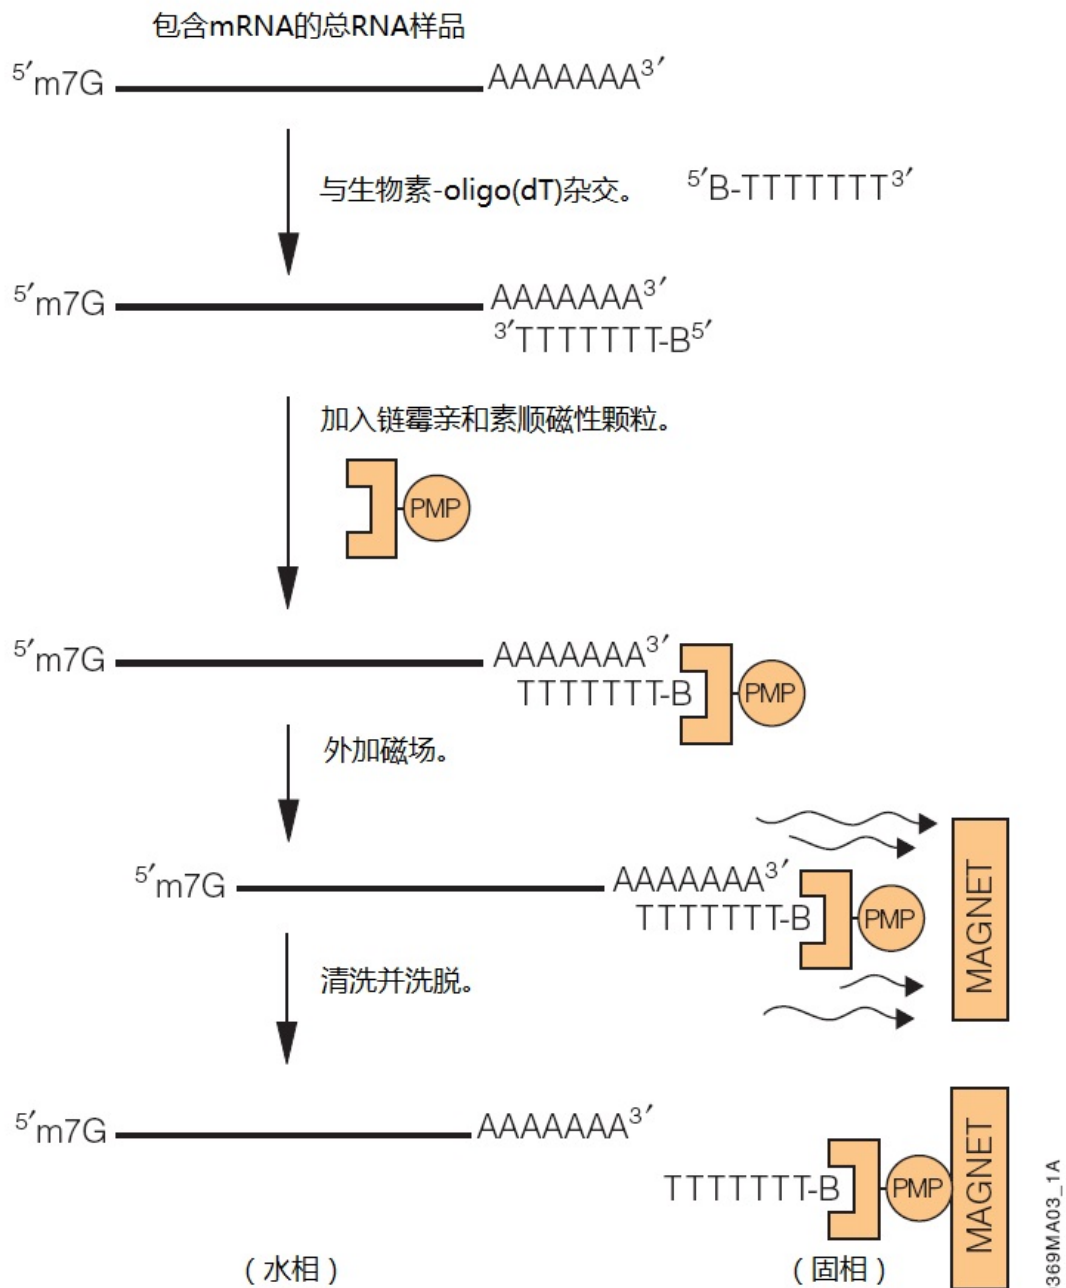 包含mRNA的总RNA样品
5′m7G AAAAAAA3′
与生物素-oligo(dT)杂交。 5′B-TTTTTTT3′
5′m7G AAAAAAA3′
3′TTTTTTT-B5′
加入链霉亲和素顺磁性颗粒。
PMP
5′m7G AAAAAAA3′
TTTTTTT-B PMP
外加磁场。
5′m7G AAAAAAA3′
TTTTTTT-B PMP MAGNET
清洗并洗脱。
5′m7G AAAAAAA3′
TTTTTTT-B PMP MAGNET
（水相） （固相）
369MA03_1A